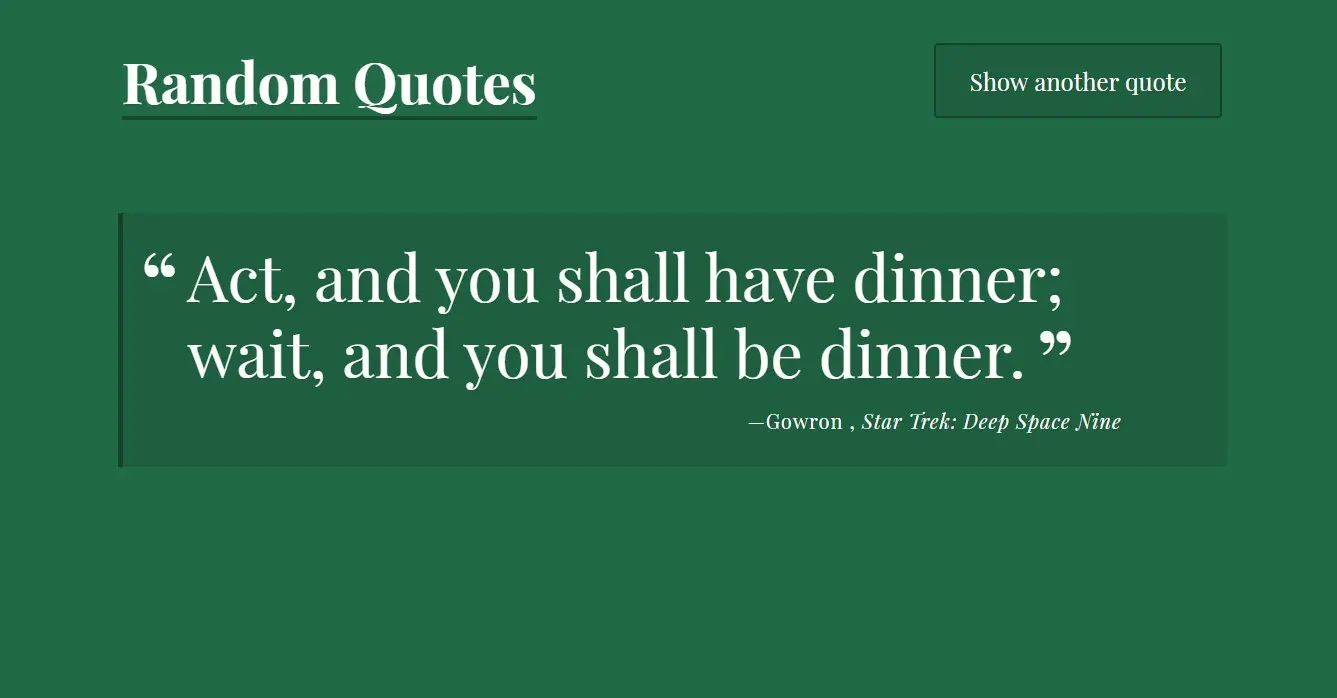 Random Quotes
Show another quote
“ Act, and you shall have dinner;
wait, and you shall be dinner. ”
—Gowron , Star Trek: Deep Space Nine